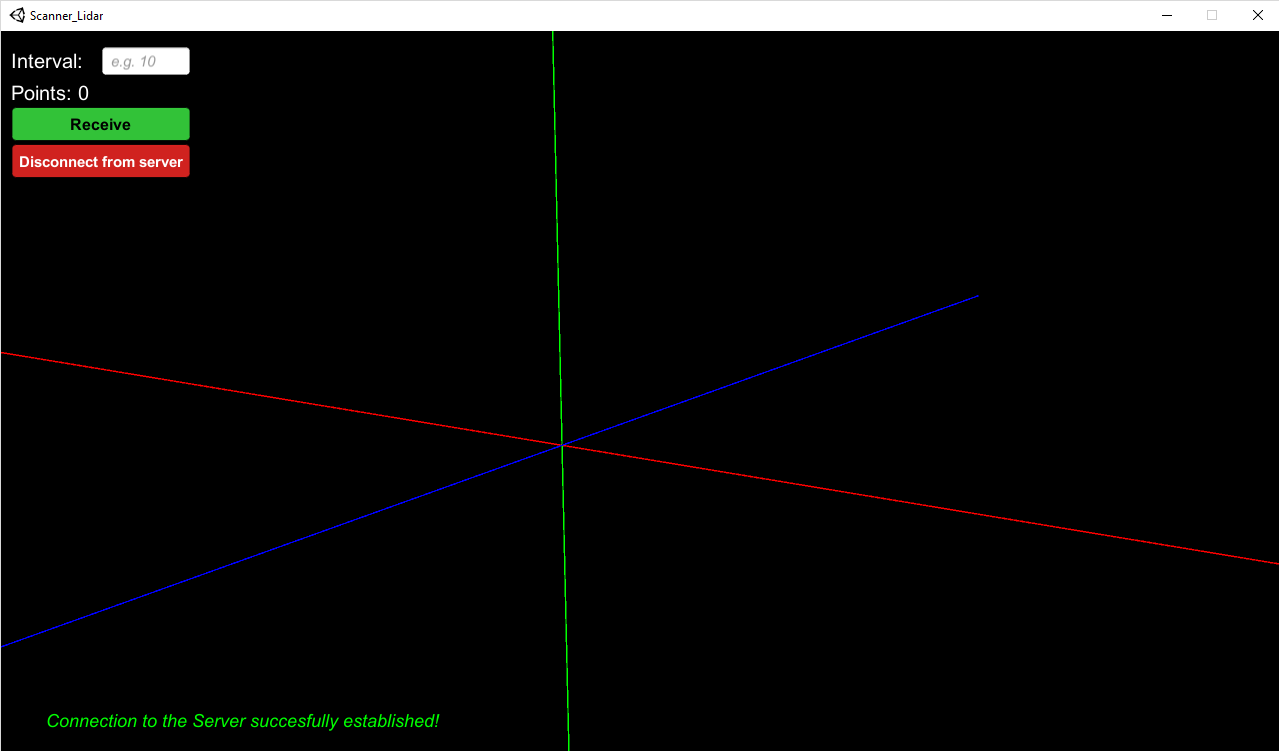 Scanner_Lidar
Interval: e.g. 10
Points: 0
Receive
Disconnect from server
Connection to the Server succesfully established!